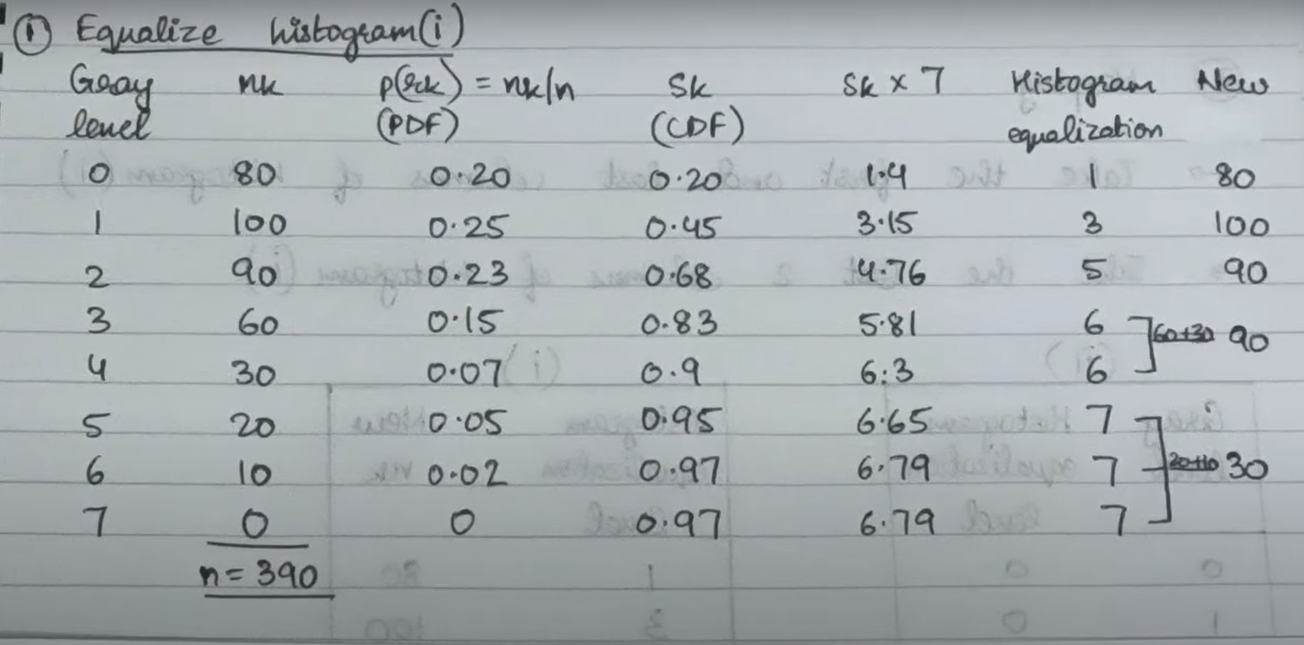 ① Equalize histogram(i)
Gray level nk p(rk) = nk/n (PDF) Sk (CDF) Sk × 7 Histogram equalization New
0 80 0.20 0.20 1.4 1 80
1 100 0.25 0.45 3.15 3 100
2 90 0.23 0.68 4.76 5 90
3 60 0.15 0.83 5.81 6 60+30 90
4 30 0.07 0.9 6.3 6
5 20 0.05 0.95 6.65 7
6 10 0.02 0.97 6.79 7 20+10 30
7 0 0 0.97 6.79 7
n = 390